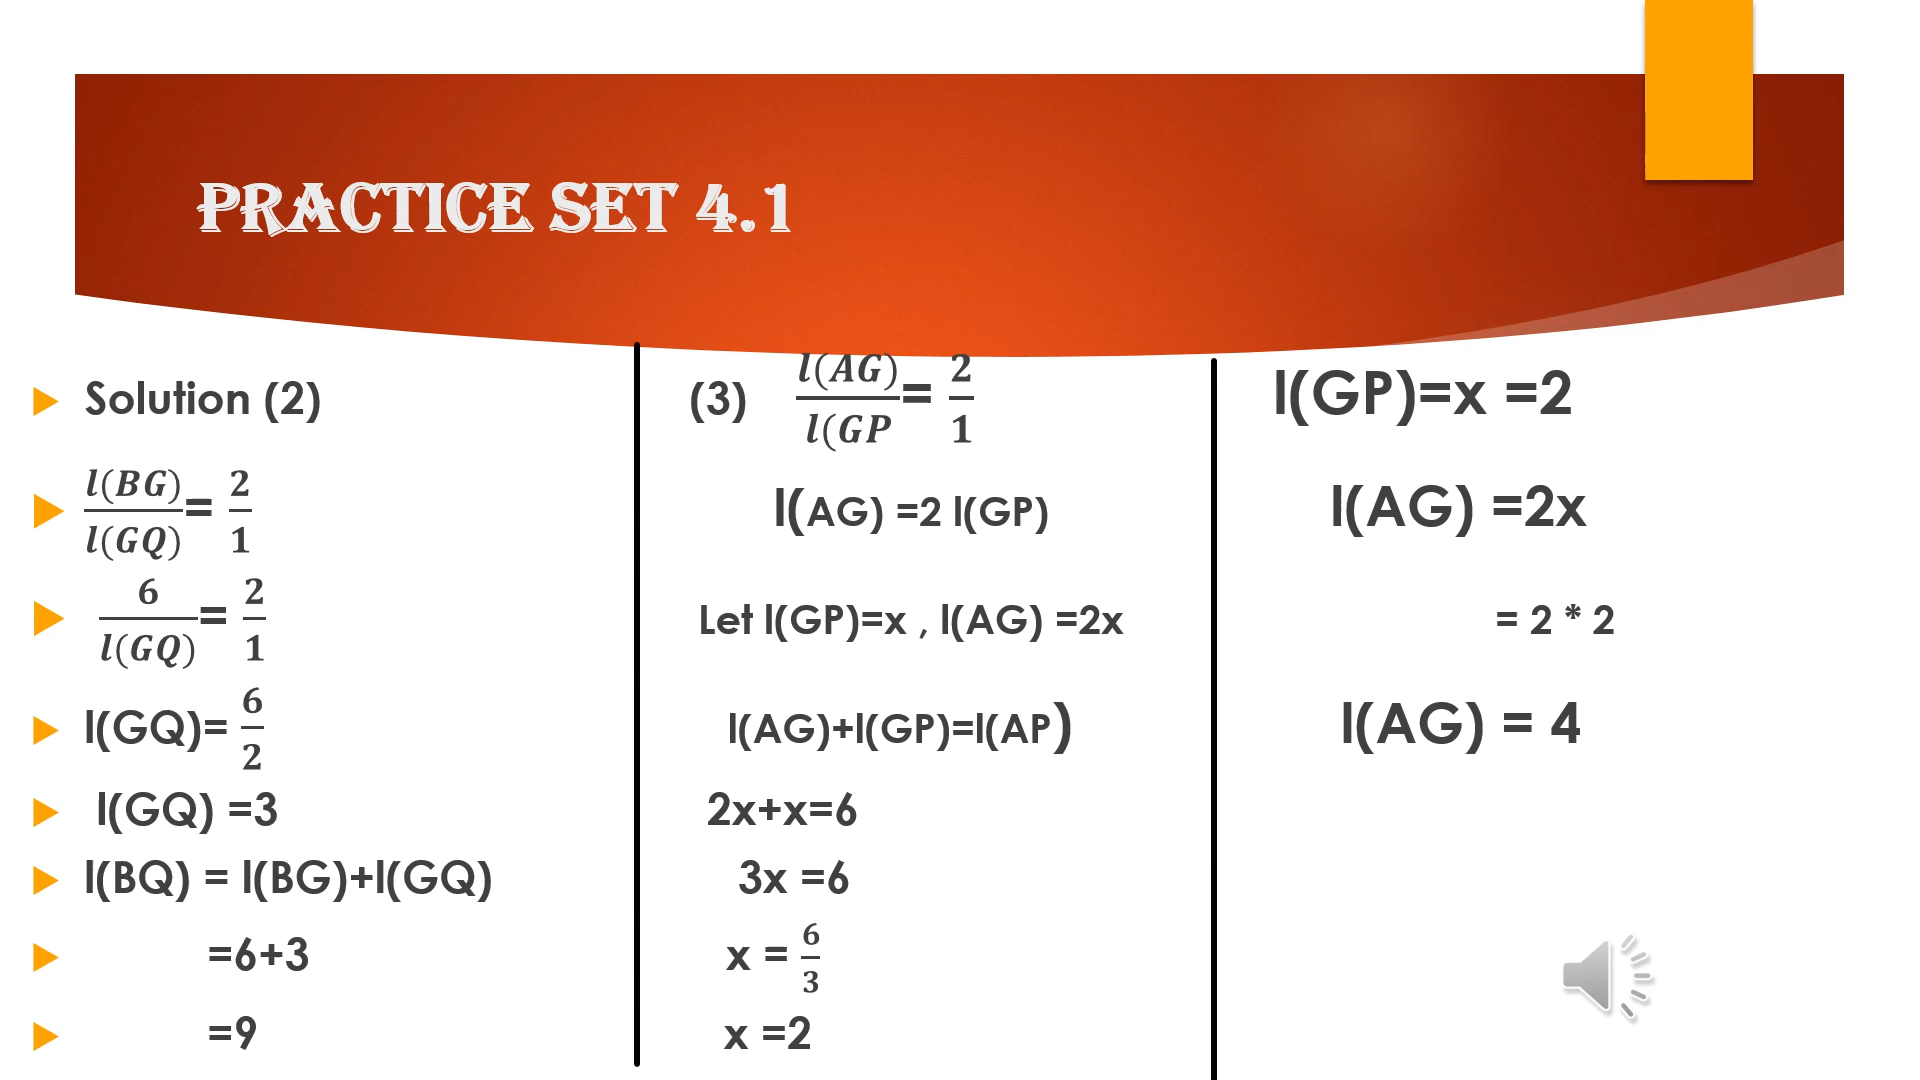 PRACTICE SET 4.1
Solution (2)
l(BG)/l(GQ) = 2/1
6/l(GQ) = 2/1
l(GQ)= 6/2
l(GQ) =3
l(BQ) = l(BG)+l(GQ)
=6+3
=9
(3) l(AG)/l(GP = 2/1
l(AG) =2 l(GP)
Let l(GP)=x , l(AG) =2x
l(AG)+l(GP)=l(AP)
2x+x=6
3x =6
x = 6/3
x =2
l(GP)=x =2
l(AG) =2x
= 2 * 2
l(AG) = 4